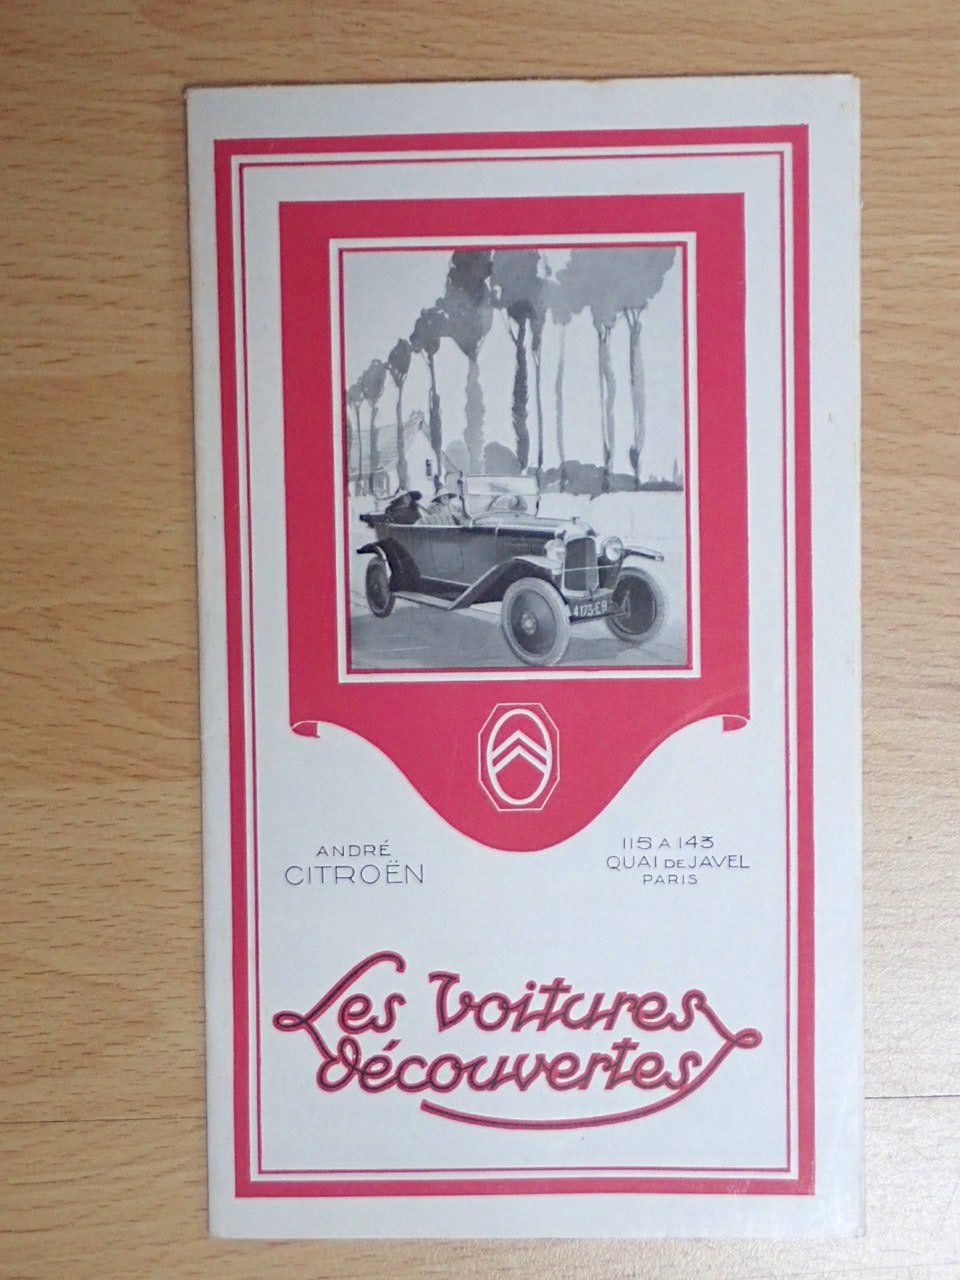 4173-E9
ANDRÉ
CITROËN
115 A 143
QUAI DE JAVEL
PARIS
Les Voitures
découvertes